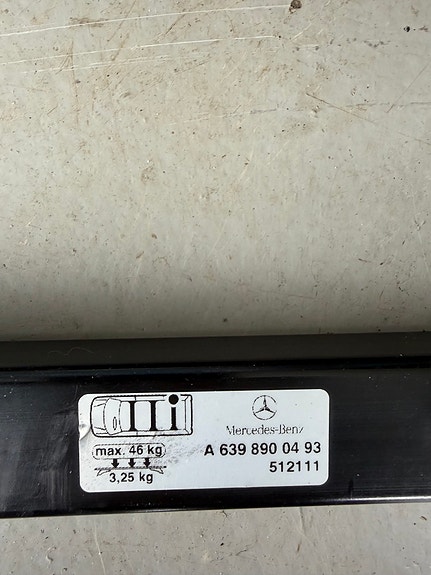 i
Mercedes-Benz
max. 46 kg
A 639 890 04 93
3,25 kg
512111